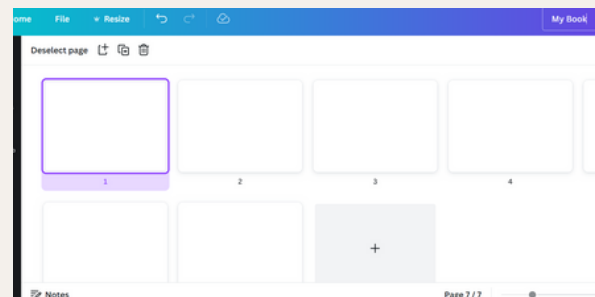 ome File Resize My Book
Deselect page
1 2 3 4
Notes Page 7 / 7